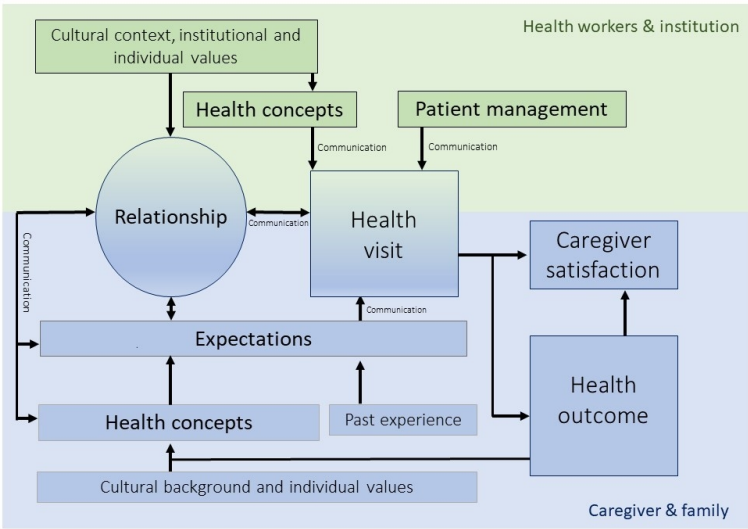 Health workers & institution
Cultural context, institutional and
individual values
Health concepts
Patient management
Communication
Communication
Relationship
Communication
Health
visit
Caregiver
satisfaction
Communication
Communication
Expectations
Health
outcome
Health concepts
Past experience
Cultural background and individual values
Caregiver & family